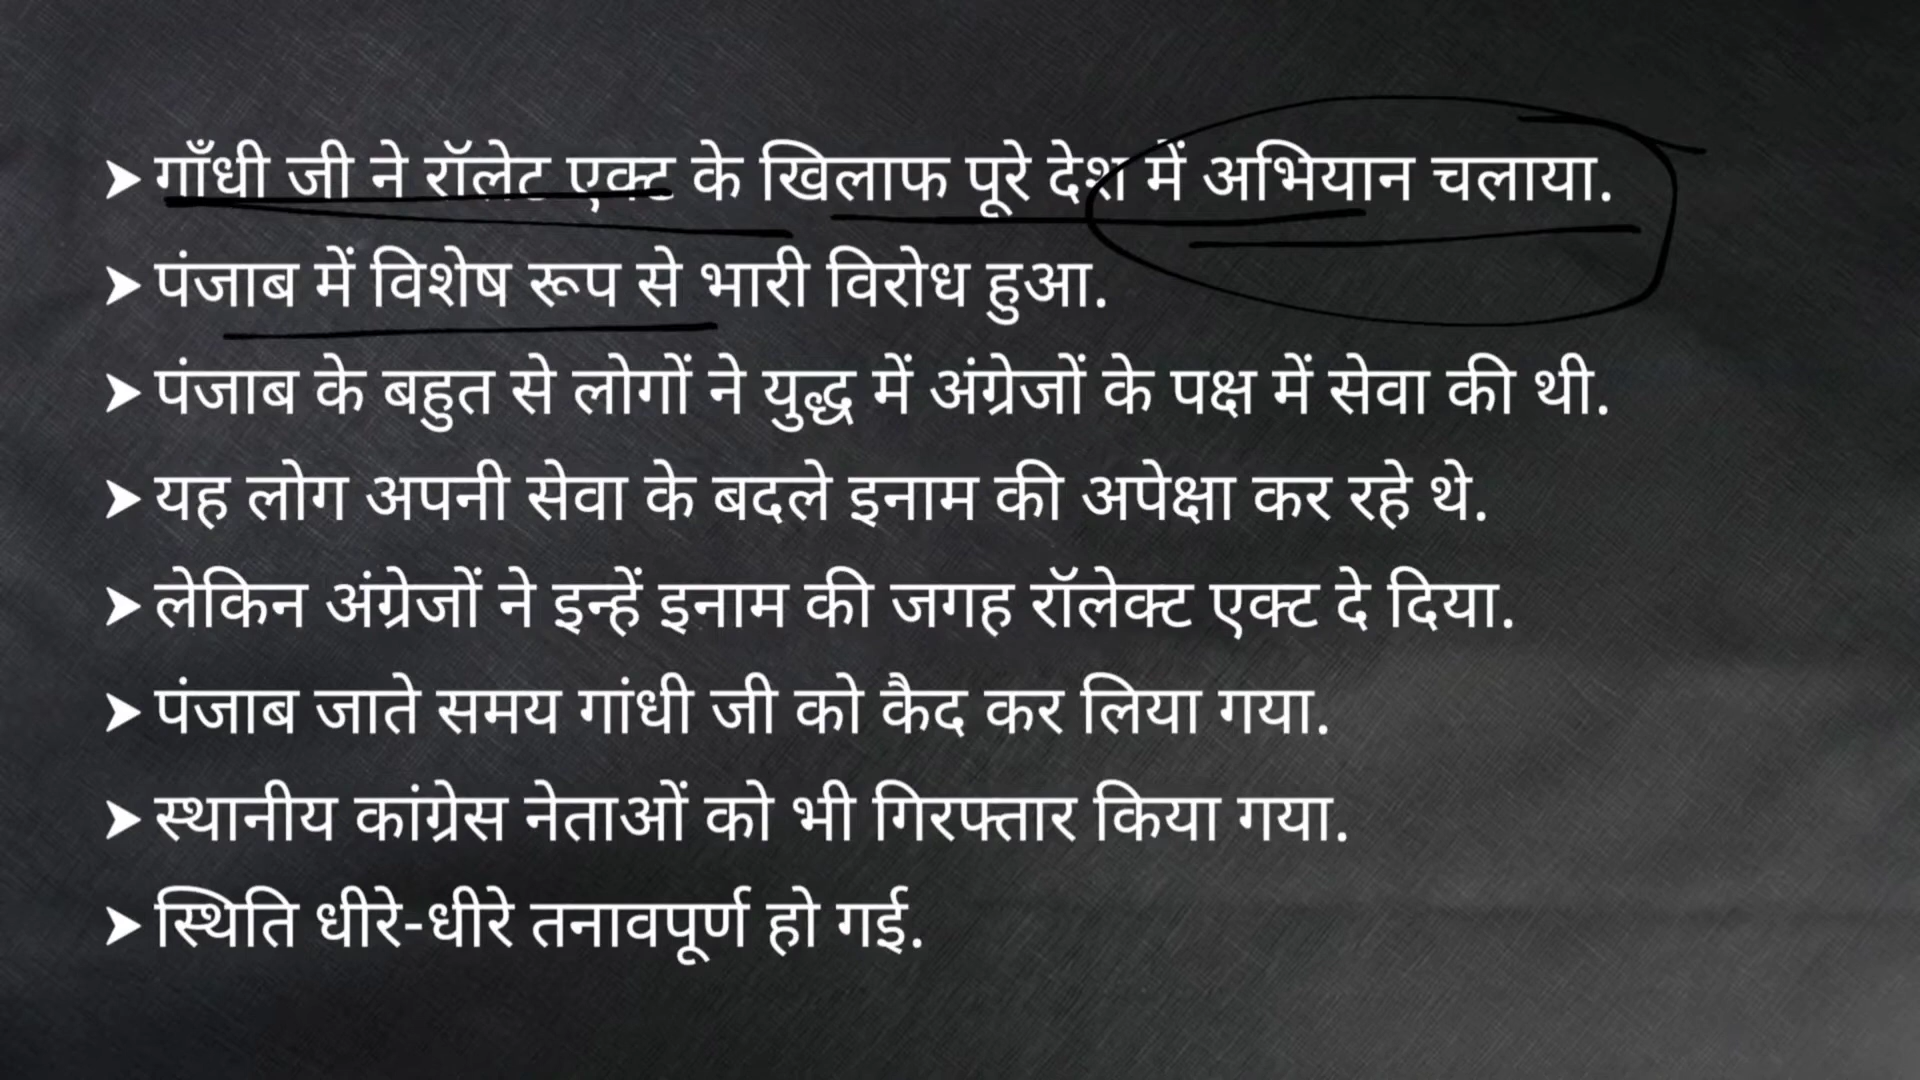 ➤ गाँधी जी ने रॉलेट एक्ट के खिलाफ पूरे देश में अभियान चलाया.
➤ पंजाब में विशेष रूप से भारी विरोध हुआ.
➤ पंजाब के बहुत से लोगों ने युद्ध में अंग्रेजों के पक्ष में सेवा की थी.
➤ यह लोग अपनी सेवा के बदले इनाम की अपेक्षा कर रहे थे.
➤ लेकिन अंग्रेजों ने इन्हें इनाम की जगह रॉलेक्ट एक्ट दे दिया.
➤ पंजाब जाते समय गांधी जी को कैद कर लिया गया.
➤ स्थानीय कांग्रेस नेताओं को भी गिरफ्तार किया गया.
➤ स्थिति धीरे-धीरे तनावपूर्ण हो गई.